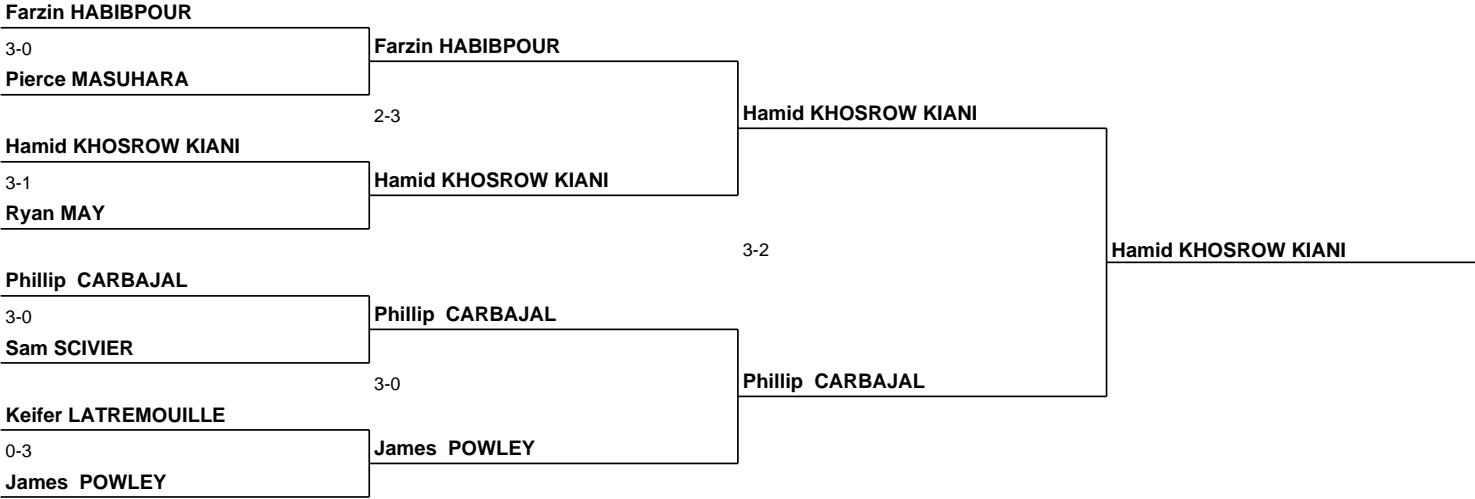 Farzin HABIBPOUR
3-0
Pierce MASUHARA
Hamid KHOSROW KIANI
3-1
Ryan MAY
Phillip  CARBAJAL
3-0
Sam SCIVIER
Keifer LATREMOUILLE
0-3
James  POWLEY
Farzin HABIBPOUR
2-3
Hamid KHOSROW KIANI
Phillip  CARBAJAL
3-0
James  POWLEY
Hamid KHOSROW KIANI
3-2
Phillip  CARBAJAL
Hamid KHOSROW KIANI